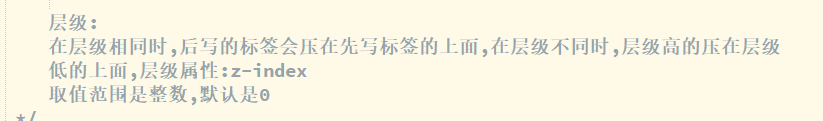 层级:
在层级相同时,后写的标签会压在先写标签的上面,在层级不同时,层级高的压在层级
低的上面,层级属性:z-index
取值范围是整数,默认是0
*/